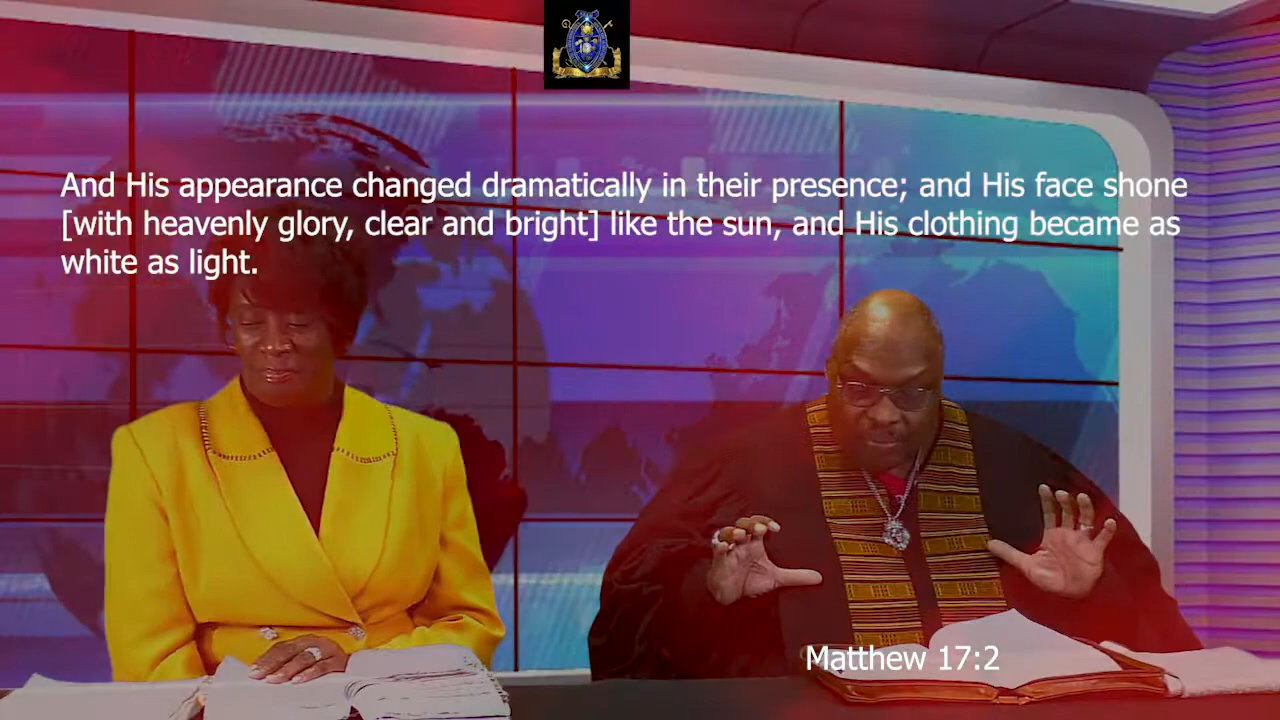 And His appearance changed dramatically in their presence; and His face shone
[with heavenly glory, clear and bright] like the sun, and His clothing became as
white as light.
Matthew 17:2